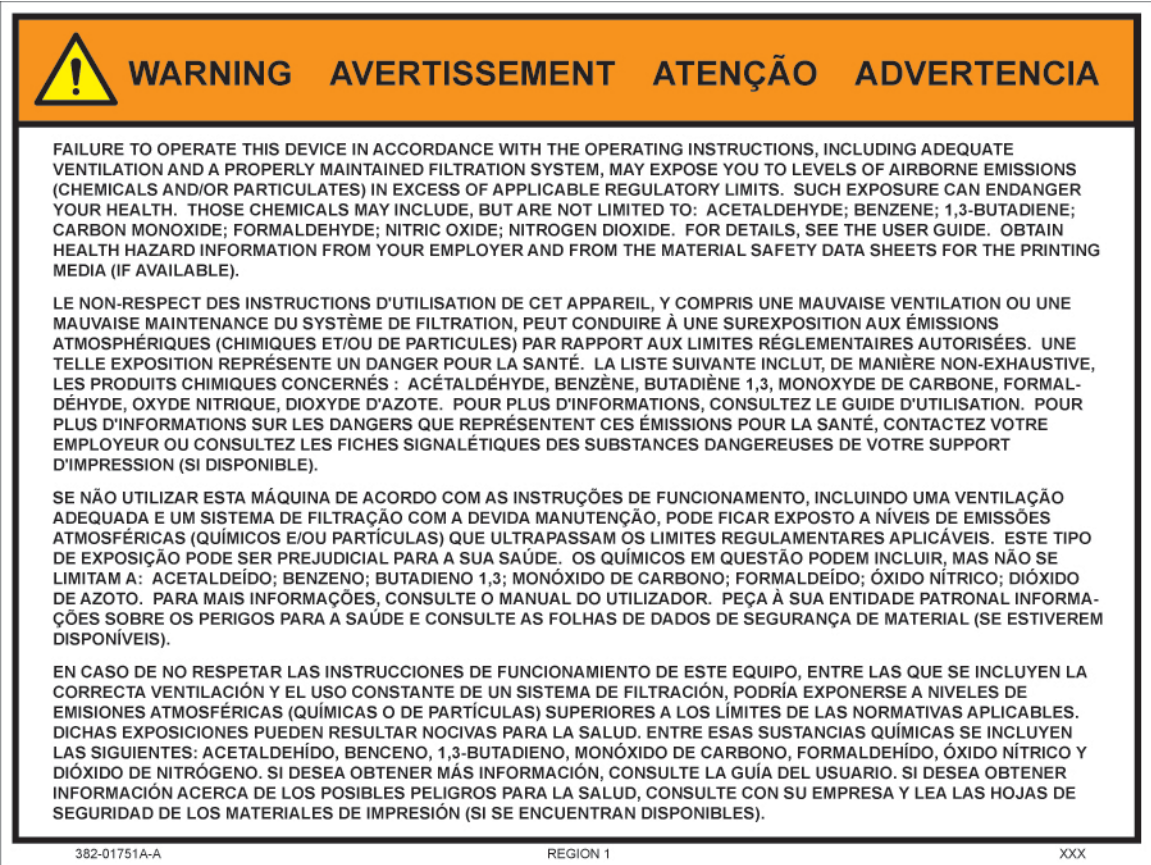 WARNING AVERTISSEMENT ATENÇÃO ADVERTENCIA
FAILURE TO OPERATE THIS DEVICE IN ACCORDANCE WITH THE OPERATING INSTRUCTIONS, INCLUDING ADEQUATE
VENTILATION AND A PROPERLY MAINTAINED FILTRATION SYSTEM, MAY EXPOSE YOU TO LEVELS OF AIRBORNE EMISSIONS
(CHEMICALS AND/OR PARTICULATES) IN EXCESS OF APPLICABLE REGULATORY LIMITS. SUCH EXPOSURE CAN ENDANGER
YOUR HEALTH. THOSE CHEMICALS MAY INCLUDE, BUT ARE NOT LIMITED TO: ACETALDEHYDE; BENZENE; 1,3-BUTADIENE;
CARBON MONOXIDE; FORMALDEHYDE; NITRIC OXIDE; NITROGEN DIOXIDE. FOR DETAILS, SEE THE USER GUIDE. OBTAIN
HEALTH HAZARD INFORMATION FROM YOUR EMPLOYER AND FROM THE MATERIAL SAFETY DATA SHEETS FOR THE PRINTING
MEDIA (IF AVAILABLE).
LE NON-RESPECT DES INSTRUCTIONS D'UTILISATION DE CET APPAREIL, Y COMPRIS UNE MAUVAISE VENTILATION OU UNE
MAUVAISE MAINTENANCE DU SYSTÈME DE FILTRATION, PEUT CONDUIRE À UNE SUREXPOSITION AUX ÉMISSIONS
ATMOSPHÉRIQUES (CHIMIQUES ET/OU DE PARTICULES) PAR RAPPORT AUX LIMITES RÉGLEMENTAIRES AUTORISÉES. UNE
TELLE EXPOSITION REPRÉSENTE UN DANGER POUR LA SANTÉ. LA LISTE SUIVANTE INCLUT, DE MANIÈRE NON-EXHAUSTIVE,
LES PRODUITS CHIMIQUES CONCERNÉS : ACÉTALDÉHYDE, BENZÈNE, BUTADIÈNE 1,3, MONOXYDE DE CARBONE, FORMAL-
DÉHYDE, OXYDE NITRIQUE, DIOXYDE D'AZOTE. POUR PLUS D'INFORMATIONS, CONSULTEZ LE GUIDE D'UTILISATION. POUR
PLUS D'INFORMATIONS SUR LES DANGERS QUE REPRÉSENTENT CES ÉMISSIONS POUR LA SANTÉ, CONTACTEZ VOTRE
EMPLOYEUR OU CONSULTEZ LES FICHES SIGNALÉTIQUES DES SUBSTANCES DANGEREUSES DE VOTRE SUPPORT
D'IMPRESSION (SI DISPONIBLE).
SE NÃO UTILIZAR ESTA MÁQUINA DE ACORDO COM AS INSTRUÇÕES DE FUNCIONAMENTO, INCLUINDO UMA VENTILAÇÃO
ADEQUADA E UM SISTEMA DE FILTRAÇÃO COM A DEVIDA MANUTENÇÃO, PODE FICAR EXPOSTO A NÍVEIS DE EMISSÕES
ATMOSFÉRICAS (QUÍMICOS E/OU PARTÍCULAS) QUE ULTRAPASSAM OS LIMITES REGULAMENTARES APLICÁVEIS. ESTE TIPO
DE EXPOSIÇÃO PODE SER PREJUDICIAL PARA A SUA SAÚDE. OS QUÍMICOS EM QUESTÃO PODEM INCLUIR, MAS NÃO SE
LIMITAM A: ACETALDEÍDO; BENZENO; BUTADIENO 1,3; MONÓXIDO DE CARBONO; FORMALDEÍDO; ÓXIDO NÍTRICO; DIÓXIDO
DE AZOTO. PARA MAIS INFORMAÇÕES, CONSULTE O MANUAL DO UTILIZADOR. PEÇA À SUA ENTIDADE PATRONAL INFORMA-
ÇÕES SOBRE OS PERIGOS PARA A SAÚDE E CONSULTE AS FOLHAS DE DADOS DE SEGURANÇA DE MATERIAL (SE ESTIVEREM
DISPONÍVEIS).
EN CASO DE NO RESPETAR LAS INSTRUCCIONES DE FUNCIONAMIENTO DE ESTE EQUIPO, ENTRE LAS QUE SE INCLUYEN LA
CORRECTA VENTILACIÓN Y EL USO CONSTANTE DE UN SISTEMA DE FILTRACIÓN, PODRÍA EXPONERSE A NIVELES DE
EMISIONES ATMOSFÉRICAS (QUÍMICAS O DE PARTÍCULAS) SUPERIORES A LOS LÍMITES DE LAS NORMATIVAS APLICABLES.
DICHAS EXPOSICIONES PUEDEN RESULTAR NOCIVAS PARA LA SALUD. ENTRE ESAS SUSTANCIAS QUÍMICAS SE INCLUYEN
LAS SIGUIENTES: ACETALDEHÍDO, BENCENO, 1,3-BUTADIENO, MONÓXIDO DE CARBONO, FORMALDEHÍDO, ÓXIDO NÍTRICO Y
DIÓXIDO DE NITRÓGENO. SI DESEA OBTENER MÁS INFORMACIÓN, CONSULTE LA GUÍA DEL USUARIO. SI DESEA OBTENER
INFORMACIÓN ACERCA DE LOS POSIBLES PELIGROS PARA LA SALUD, CONSULTE CON SU EMPRESA Y LEA LAS HOJAS DE
SEGURIDAD DE LOS MATERIALES DE IMPRESIÓN (SI SE ENCUENTRAN DISPONIBLES).
382-01751A-A REGION 1 XXX